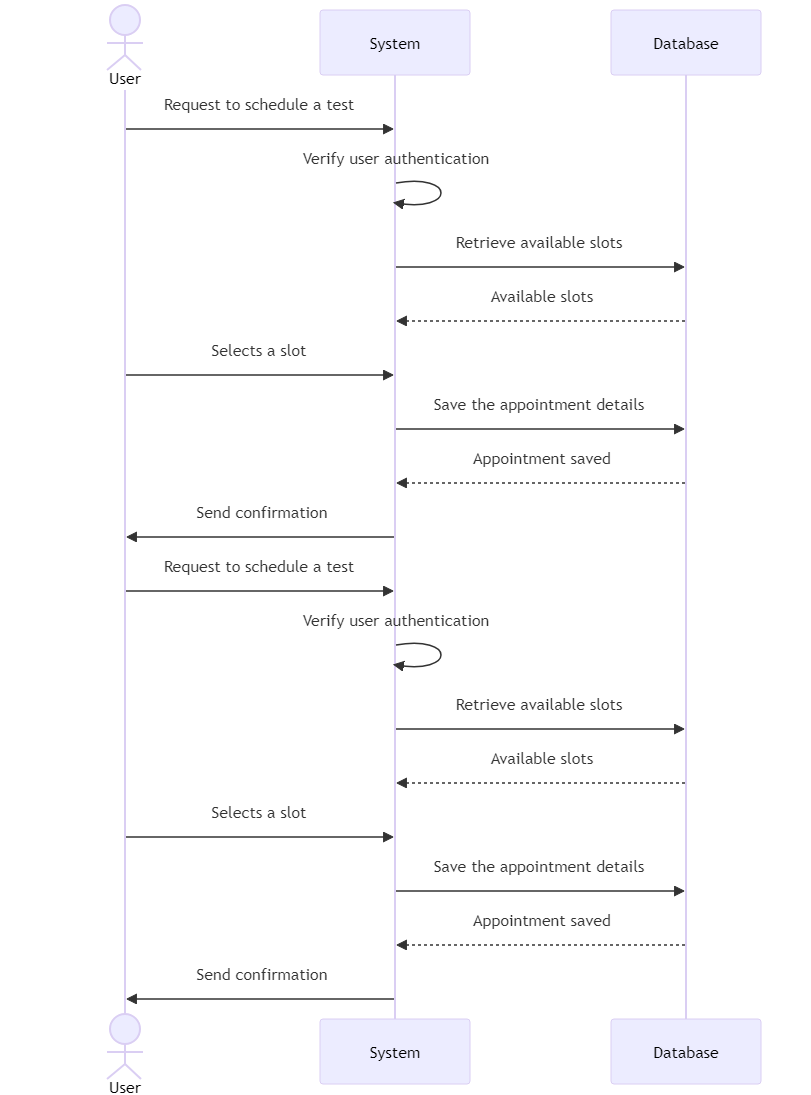 User
System
Database
Request to schedule a test
Verify user authentication
Retrieve available slots
Available slots
Selects a slot
Save the appointment details
Appointment saved
Send confirmation
Request to schedule a test
Verify user authentication
Retrieve available slots
Available slots
Selects a slot
Save the appointment details
Appointment saved
Send confirmation
User
System
Database